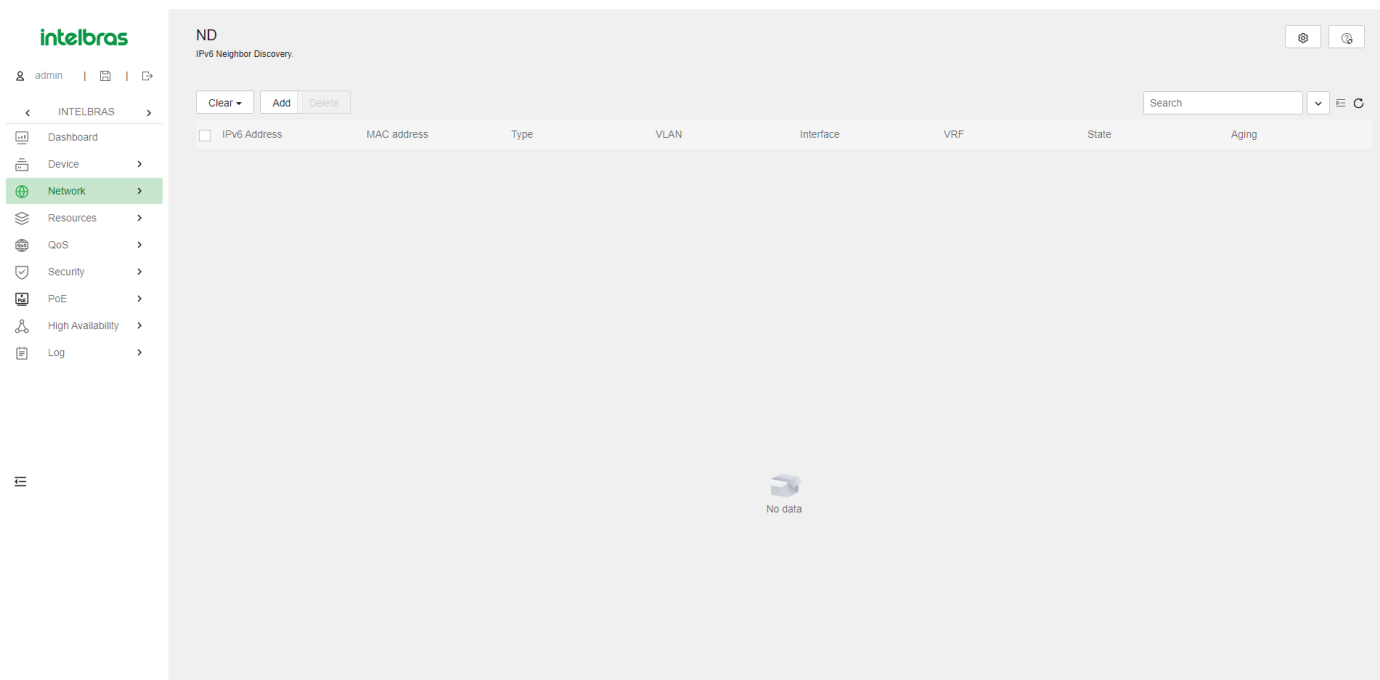 intelbras
admin | |
INTELBRAS
Dashboard
Device
Network
Resources
QoS
Security
PoE
High Availability
Log
ND
IPv6 Neighbor Discovery.
Clear Add Delete Search
IPv6 Address MAC address Type VLAN Interface VRF State Aging
No data